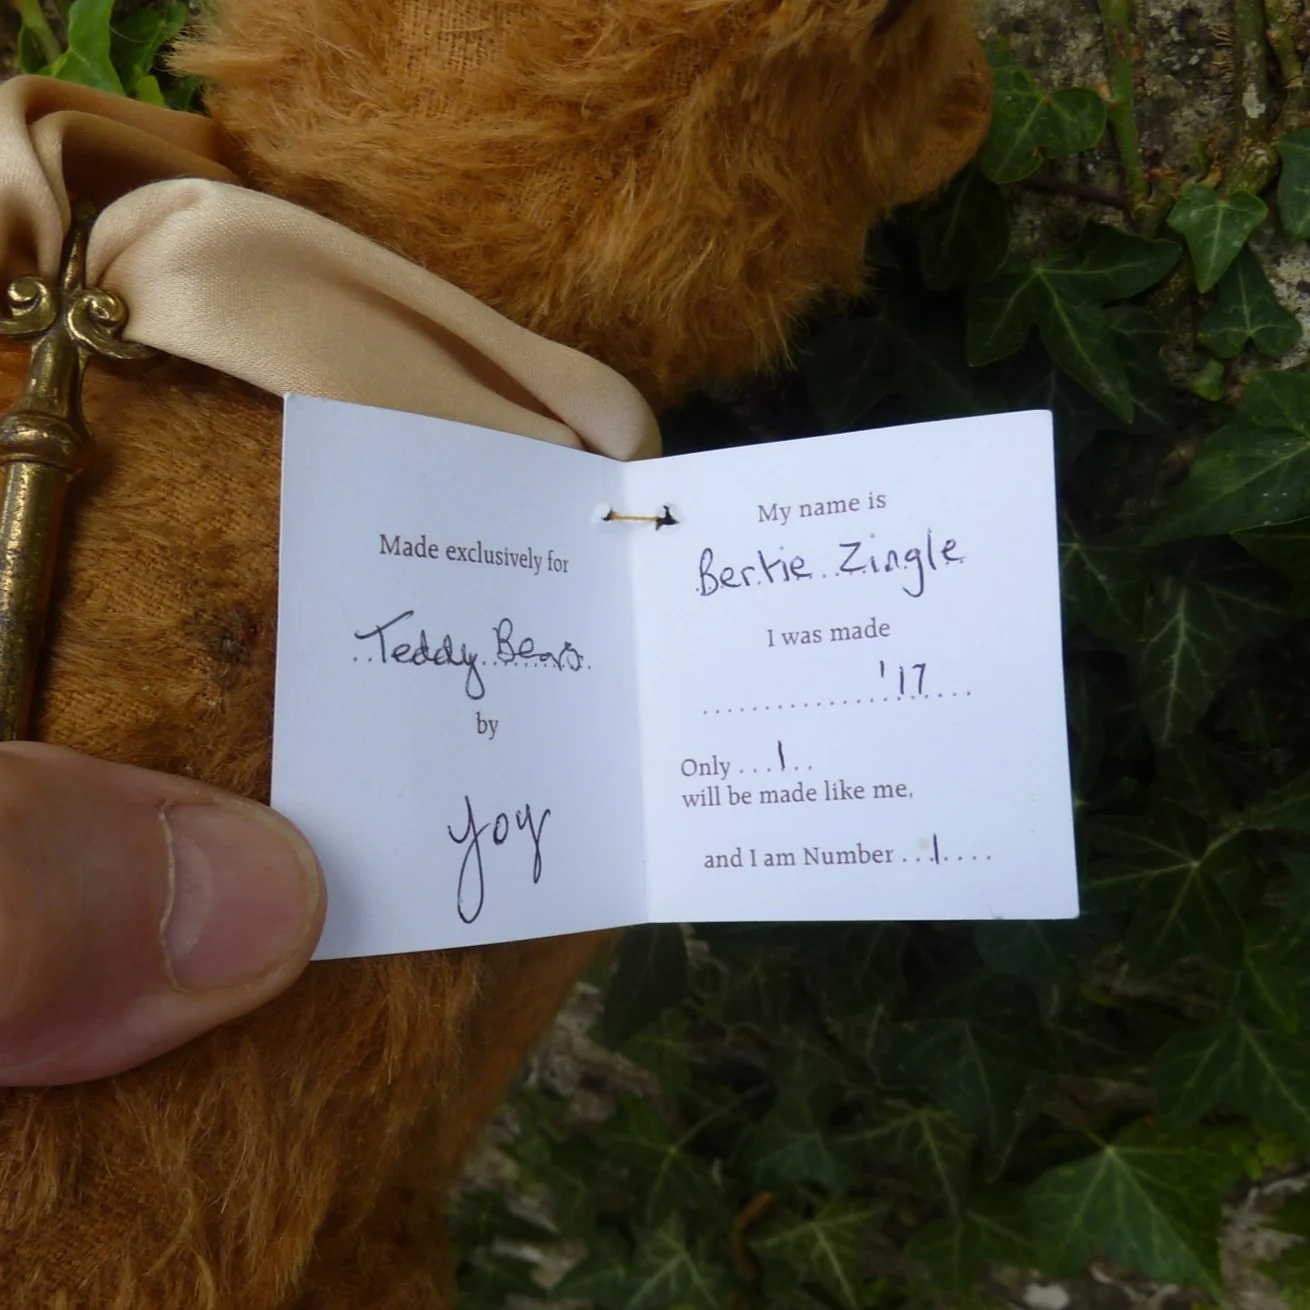 Made exclusively for
Teddy Bears
by
Joy
My name is
Bertie Zingle
I was made
'17
Only ...1..
will be made like me,
and I am Number ...1....